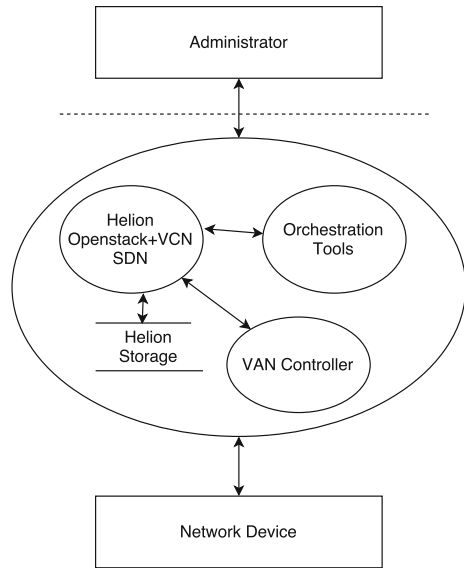 Administrator
Helion
Openstack+VCN
SDN
Orchestration
Tools
Helion
Storage
VAN Controller
Network Device